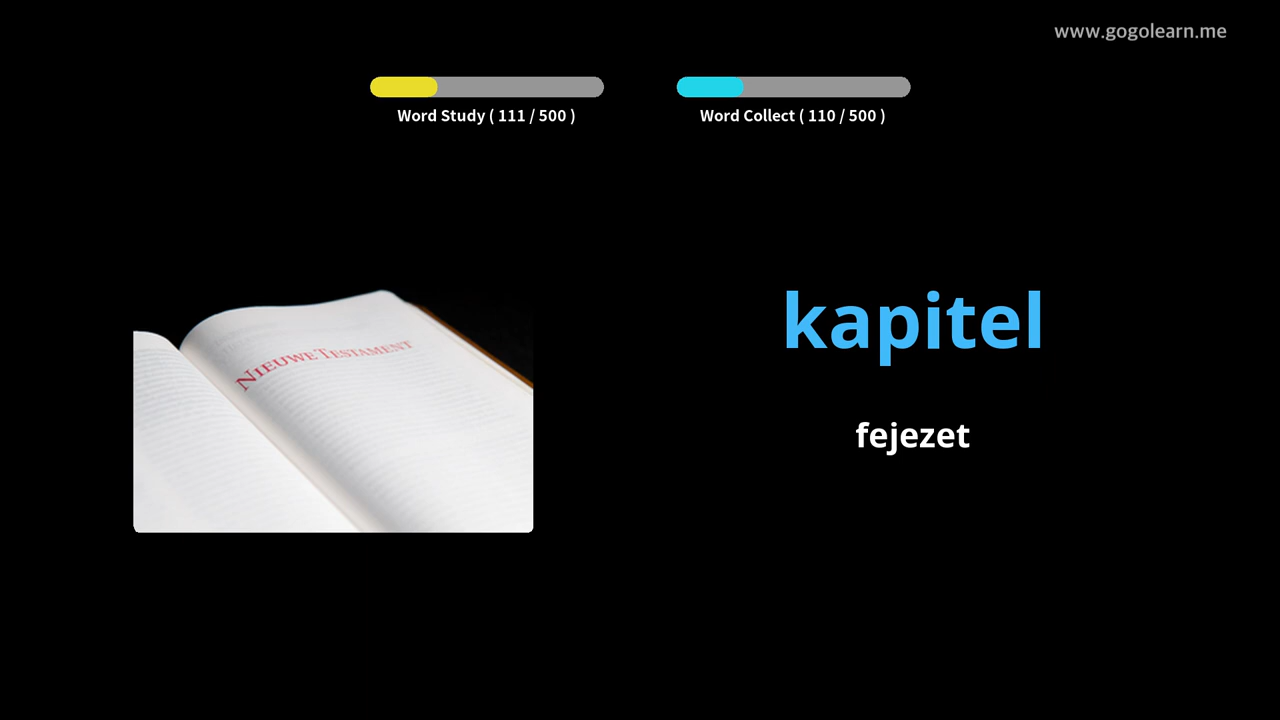 www.gogolearn.me
Word Study ( 111 / 500 )
Word Collect ( 110 / 500 )
NIEUWE TESTAMENT
kapitel
fejezet